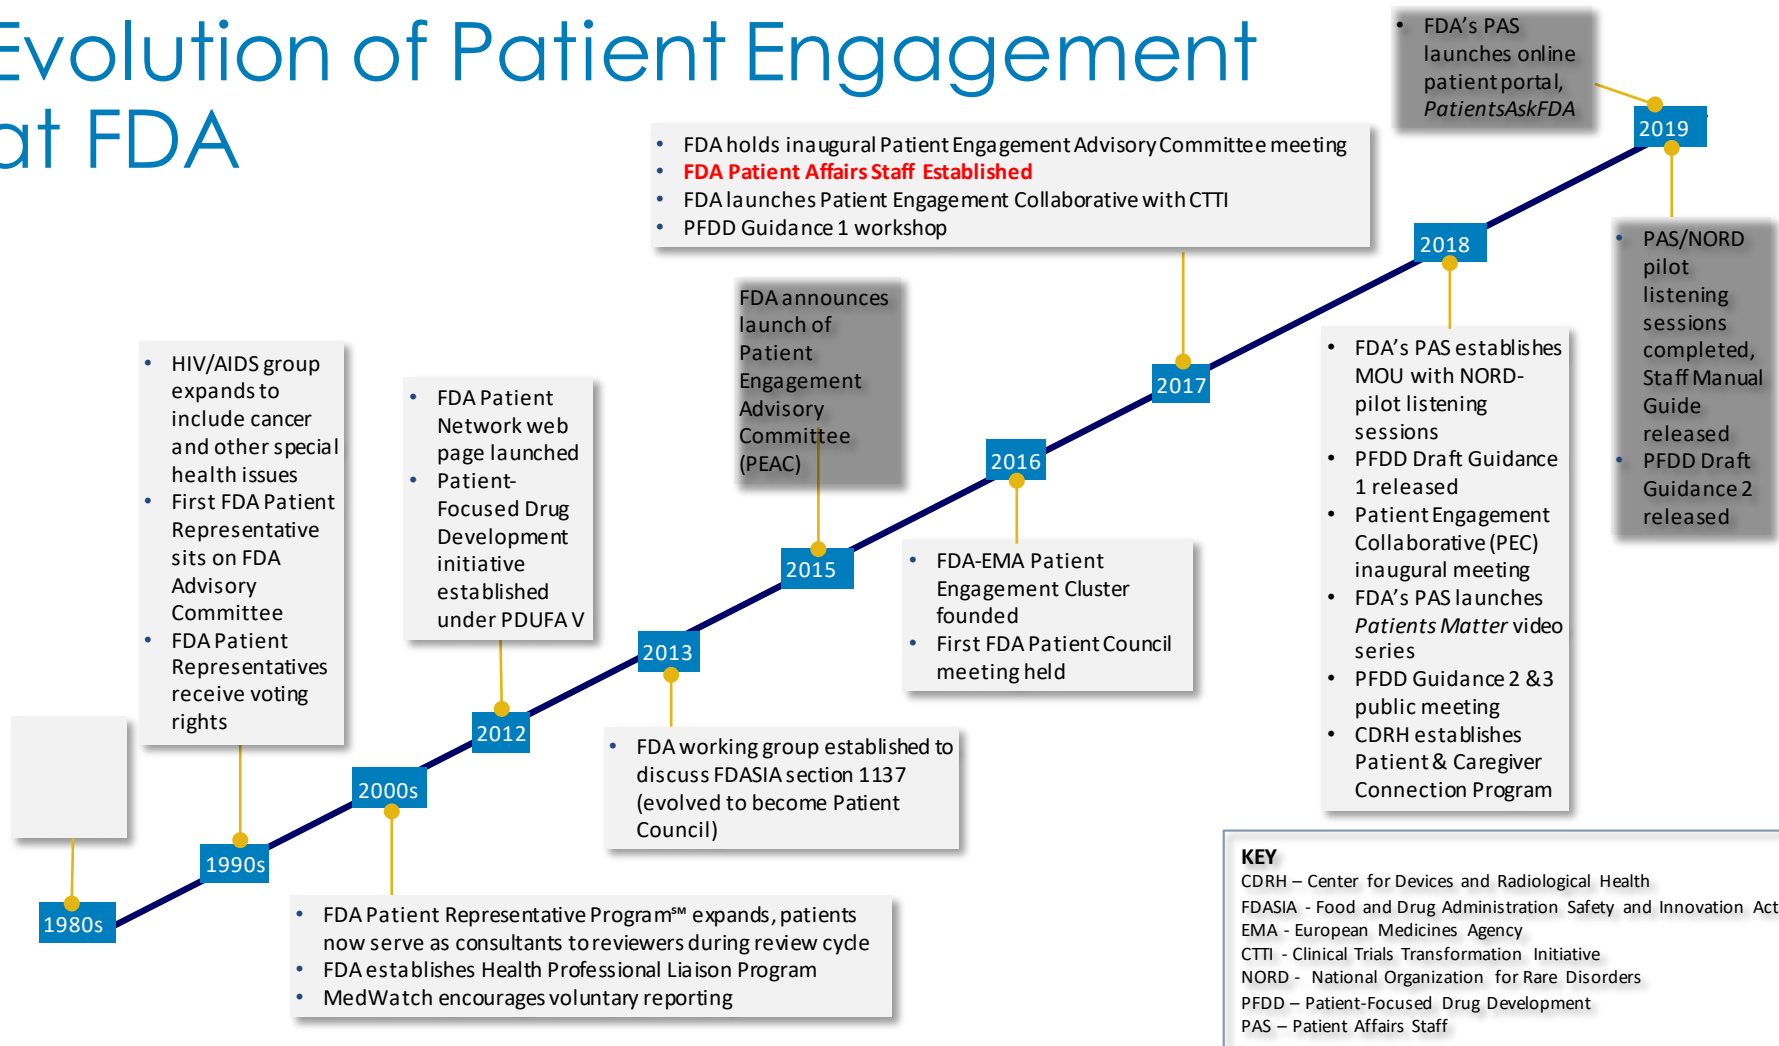 Evolution of Patient Engagement
at FDA
• FDA's PAS
launches online
patient portal,
PatientsAskFDA
2019
• FDA holds inaugural Patient Engagement Advisory Committee meeting
• FDA Patient Affairs Staff Established
• FDA launches Patient Engagement Collaborative with CTTI
• PFDD Guidance 1 workshop
2018
• PAS/NORD
pilot
listening
sessions
completed,
Staff Manual
Guide
released
• PFDD Draft
Guidance 2
released
FDA announces
launch of
Patient
Engagement
Advisory
Committee
(PEAC)
2017
• HIV/AIDS group
expands to
include cancer
and other special
health issues
• First FDA Patient
Representative
sits on FDA
Advisory
Committee
• FDA Patient
Representatives
receive voting
rights
• FDA Patient
Network web
page launched
• Patient-
Focused Drug
Development
initiative
established
under PDUFA V
2016
• FDA's PAS establishes
MOU with NORD-
pilot listening
sessions
• PFDD Draft Guidance
1 released
• Patient Engagement
Collaborative (PEC)
inaugural meeting
• FDA's PAS launches
Patients Matter video
series
• PFDD Guidance 2 &3
public meeting
• CDRH establishes
Patient & Caregiver
Connection Program
2015
• FDA-EMA Patient
Engagement Cluster
founded
• First FDA Patient Council
meeting held
2013
2012
• FDA working group established to
discuss FDASIA section 1137
(evolved to become Patient
Council)
2000s
1990s
1980s
• FDA Patient Representative Program℠ expands, patients
now serve as consultants to reviewers during review cycle
• FDA establishes Health Professional Liaison Program
• MedWatch encourages voluntary reporting
KEY
CDRH – Center for Devices and Radiological Health
FDASIA - Food and Drug Administration Safety and Innovation Act
EMA - European Medicines Agency
CTTI - Clinical Trials Transformation Initiative
NORD - National Organization for Rare Disorders
PFDD – Patient-Focused Drug Development
PAS – Patient Affairs Staff